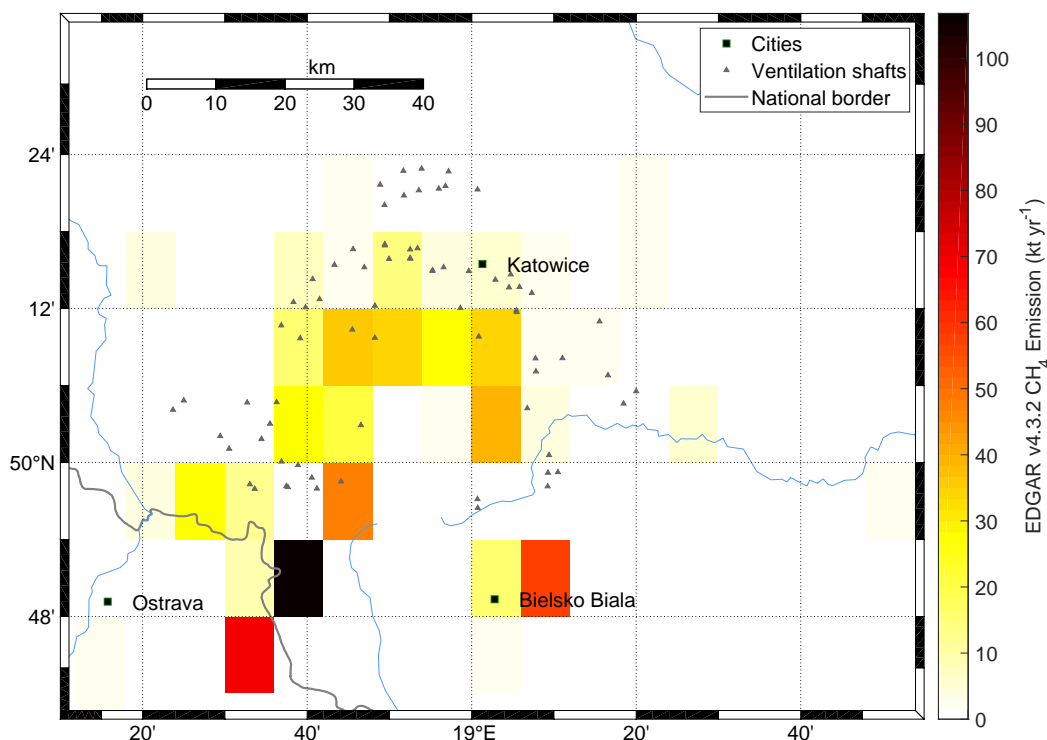 km
0 10 20 30 40
Cities
Ventilation shafts
National border
24'
12'
50°N
48'
20'
40'
19°E
20'
40'
Katowice
Ostrava
Bielsko Biala
100
90
80
70
60
50
40
30
20
10
0
EDGAR v4.3.2 CH₄ Emission (kt yr⁻¹)